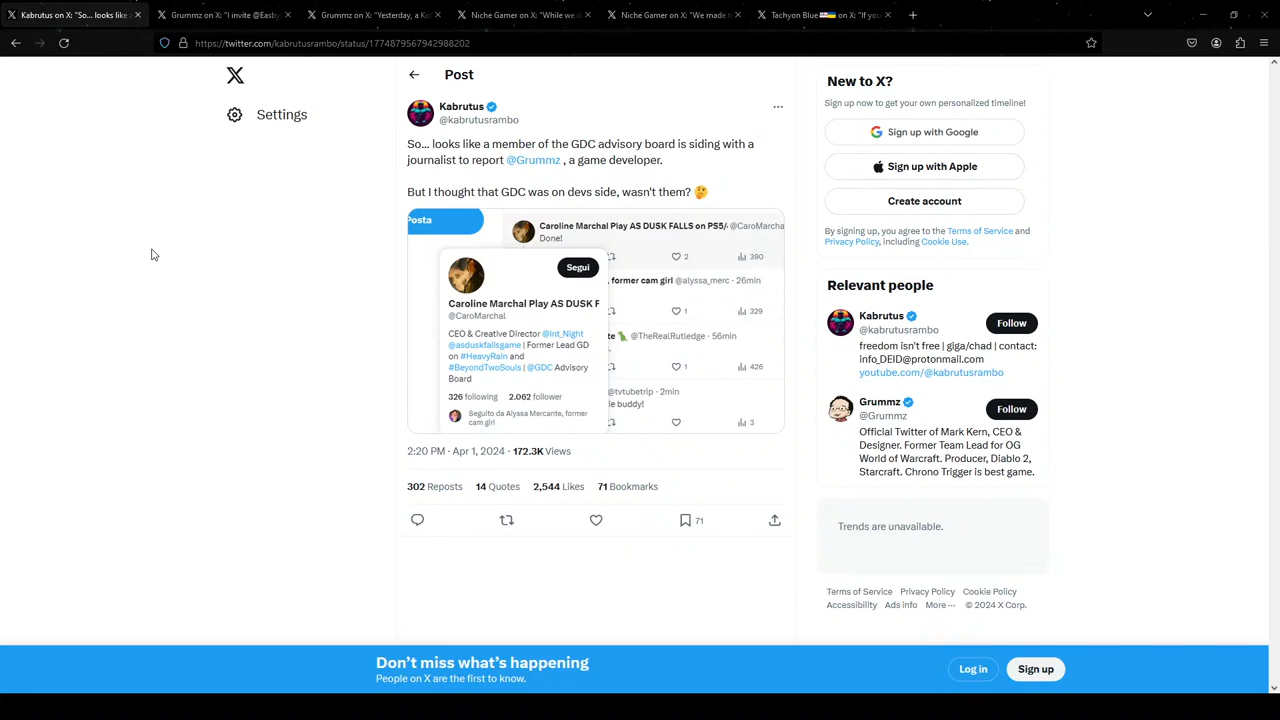 Kabrutus on X: "So... looks like a
Grummz on X: "I invite @Easby
Grummz on X: "Yesterday, a Ko
Niche Gamer on X: "While we
Niche Gamer on X: "We made t
Tachyon Blue on X: "If you
https://twitter.com/kabrutusrambo/status/1774879567942988202
Settings
Post
Kabrutus
@kabrutusrambo
So... looks like a member of the GDC advisory board is siding with a
journalist to report @Grummz , a game developer.
But I thought that GDC was on devs side, wasn't them? 🤔
Posta
Caroline Marchal Play AS DUSK FALLS on PS5/ @CaroMarcha
Done!
2 390
Segui
Caroline Marchal Play AS DUSK F
@CaroMarchal
CEO & Creative Director @Int_Night
@asduskfallsgame | Former Lead GD
on #HeavyRain and
#BeyondTwoSouls | @GDC Advisory
Board
326 following 2.062 follower
Seguito da Alyssa Mercante, former
cam girl
, former cam girl @alyssa_merc · 26min
1 329
te 🦖 @TheRealRutledge · 56min
1 426
@tvtubetrip · 2min
le buddy!
3
2:20 PM · Apr 1, 2024 · 172.3K Views
302 Reposts 14 Quotes 2,544 Likes 71 Bookmarks
71
New to X?
Sign up now to get your own personalized timeline!
Sign up with Google
Sign up with Apple
Create account
By signing up, you agree to the Terms of Service and
Privacy Policy, including Cookie Use.
Relevant people
Kabrutus
@kabrutusrambo
Follow
freedom isn't free | giga/chad | contact:
info_DEID@protonmail.com
youtube.com/@kabrutusrambo
Grummz
@Grummz
Follow
Official Twitter of Mark Kern, CEO &
Designer. Former Team Lead for OG
World of Warcraft. Producer, Diablo 2,
Starcraft. Chrono Trigger is best game.
Trends are unavailable.
Terms of Service Privacy Policy Cookie Policy
Accessibility Ads info More ··· © 2024 X Corp.
Don't miss what's happening
People on X are the first to know.
Log in
Sign up